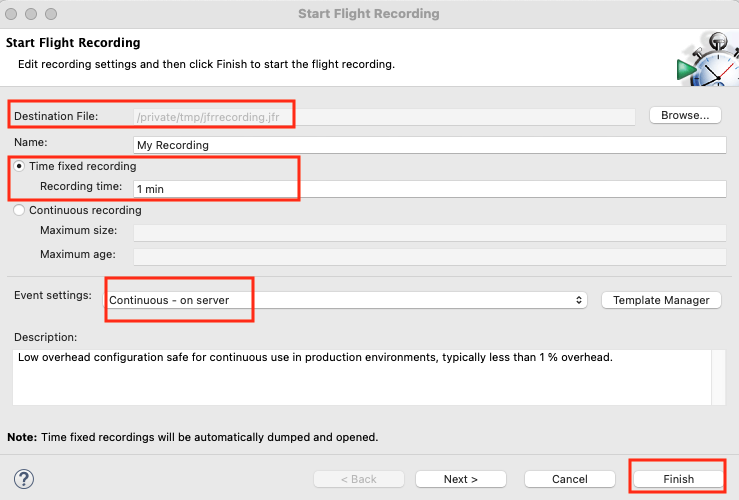 Start Flight Recording
Start Flight Recording
Edit recording settings and then click Finish to start the flight recording.
Destination File: /private/tmp/jfrrecording.jfr Browse...
Name: My Recording
Time fixed recording
Recording time: 1 min
Continuous recording
Maximum size:
Maximum age:
Event settings: Continuous - on server Template Manager
Description:
Low overhead configuration safe for continuous use in production environments, typically less than 1 % overhead.
Note: Time fixed recordings will be automatically dumped and opened.
? < Back Next > Cancel Finish